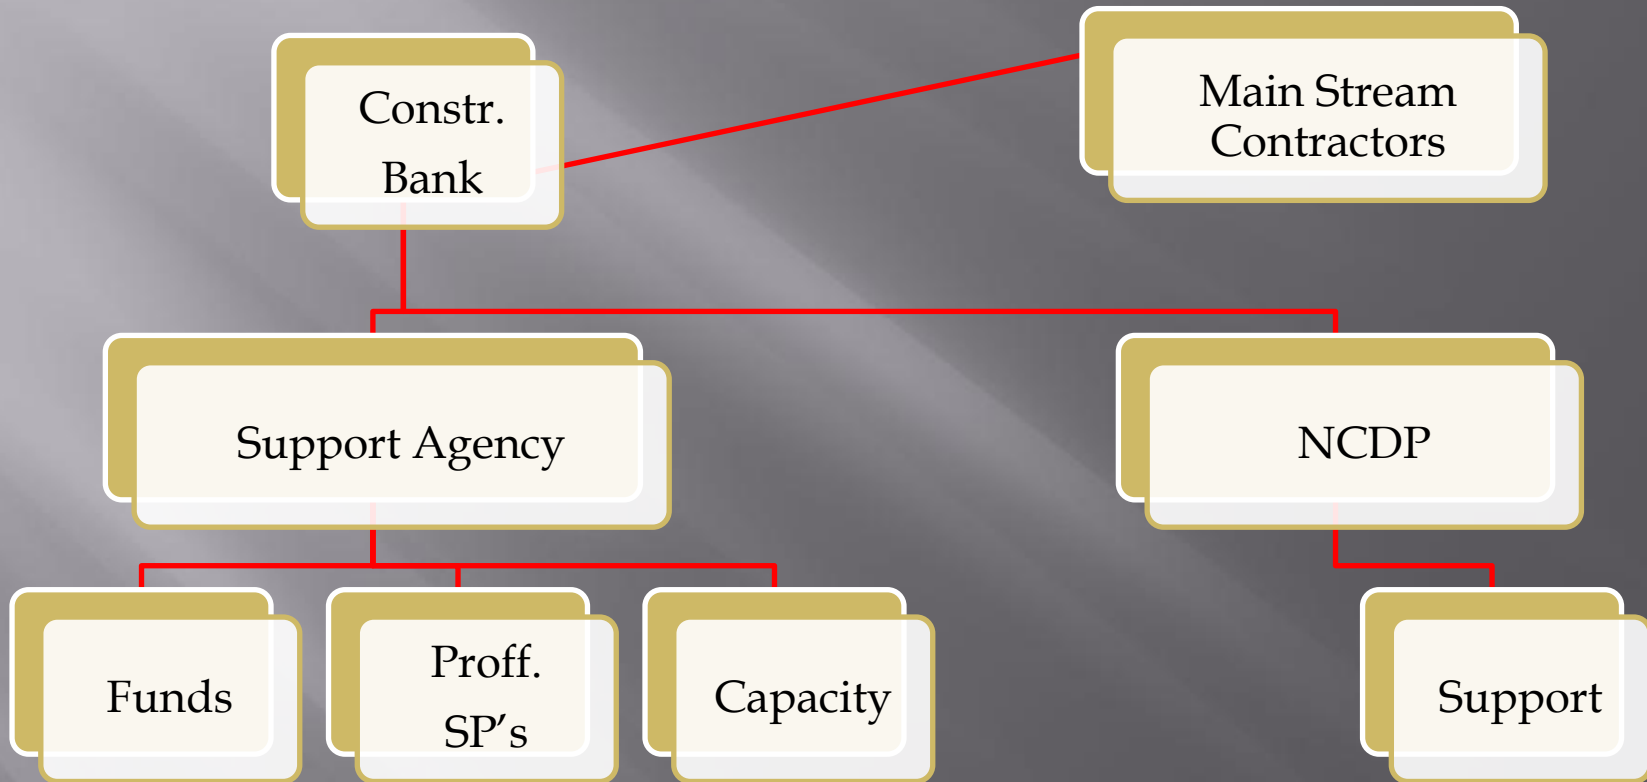 Constr.
Bank
Main Stream
Contractors
Support Agency
NCDP
Funds
Proff.
SP’s
Capacity
Support